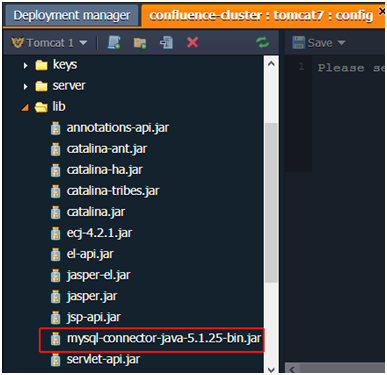 Deployment manager
confluence-cluster : tomcat7 : config
Tomcat 1
Save
keys
server
lib
annotations-api.jar
catalina-ant.jar
catalina-ha.jar
catalina-tribes.jar
catalina.jar
ecj-4.2.1.jar
el-api.jar
jasper-el.jar
jasper.jar
jsp-api.jar
mysql-connector-java-5.1.25-bin.jar
servlet-api.jar
1 Please se